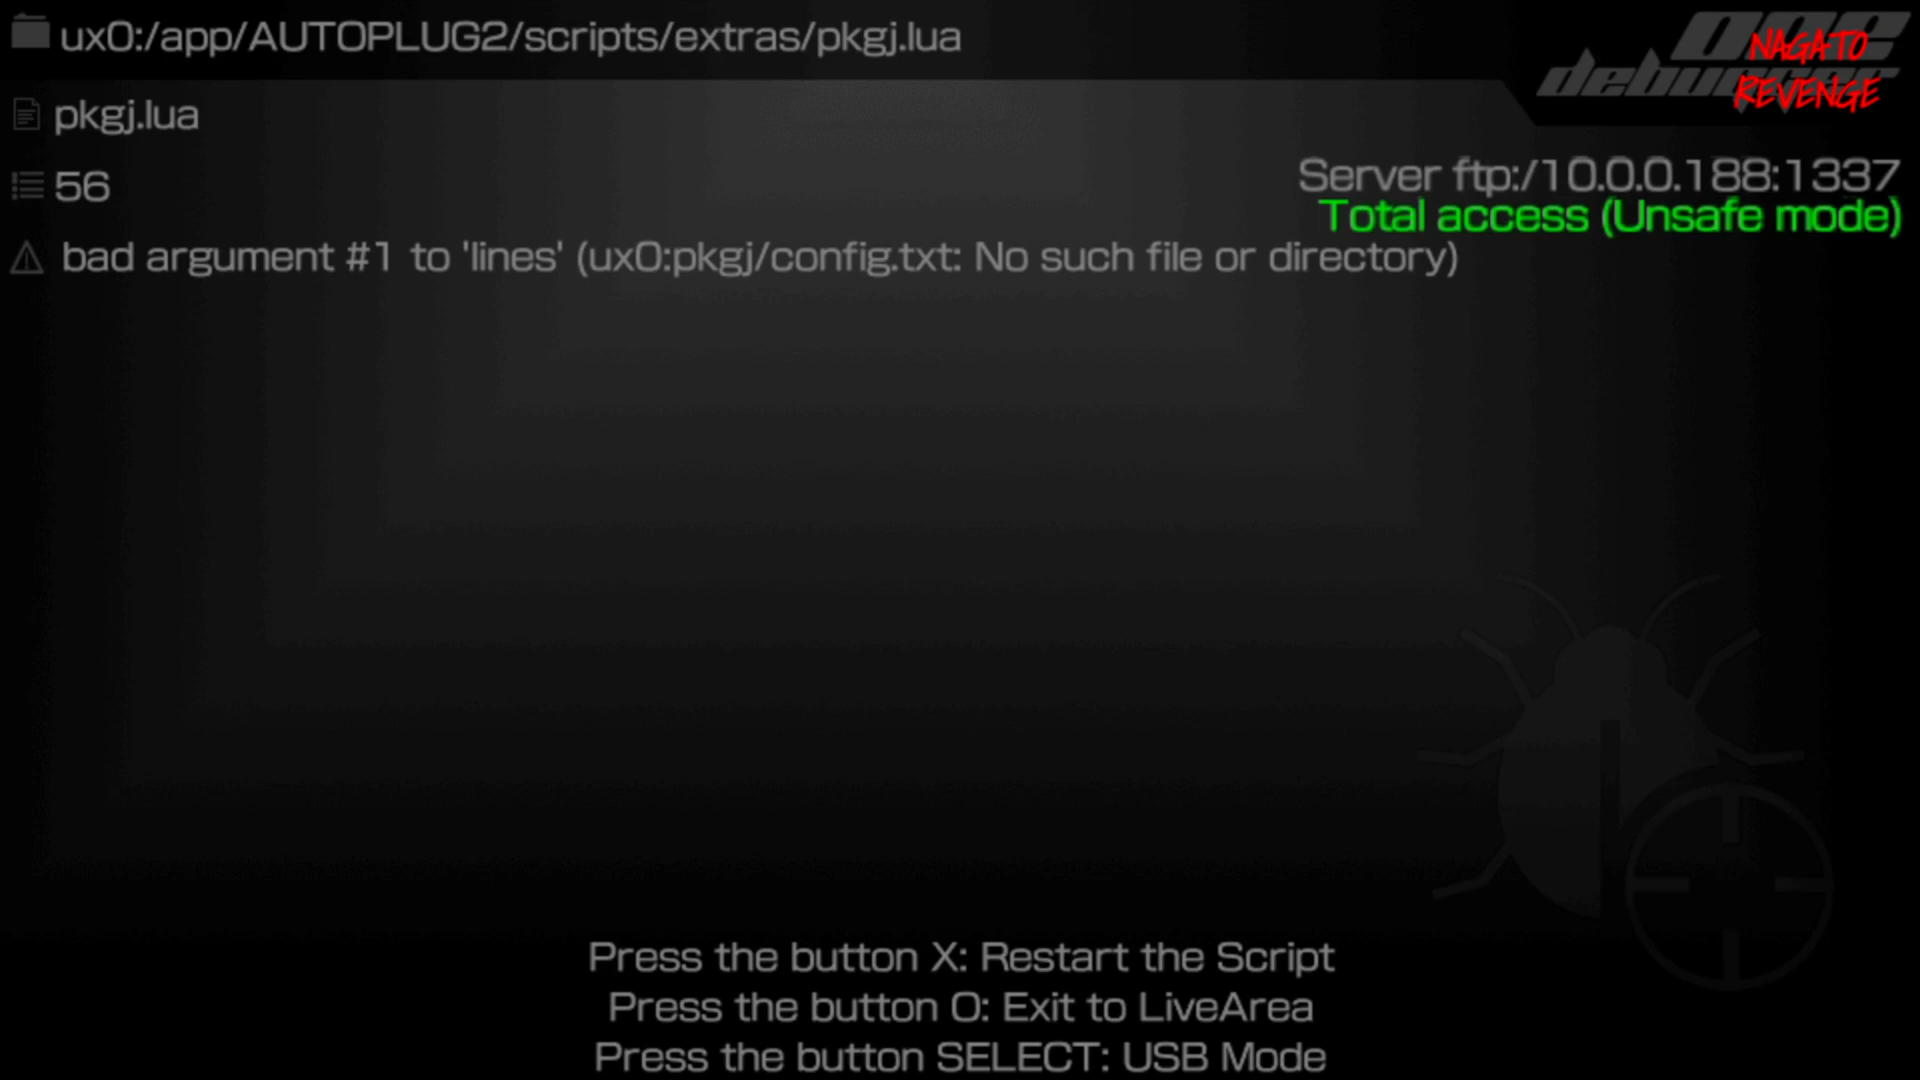 ux0:/app/AUTOPLUG2/scripts/extras/pkgj.lua
one
debugger
NAGATO
REVENGE
pkgj.lua
56
Server ftp:/10.0.0.188:1337
Total access (Unsafe mode)
bad argument #1 to 'lines' (ux0:pkgj/config.txt: No such file or directory)
Press the button X: Restart the Script
Press the button O: Exit to LiveArea
Press the button SELECT: USB Mode